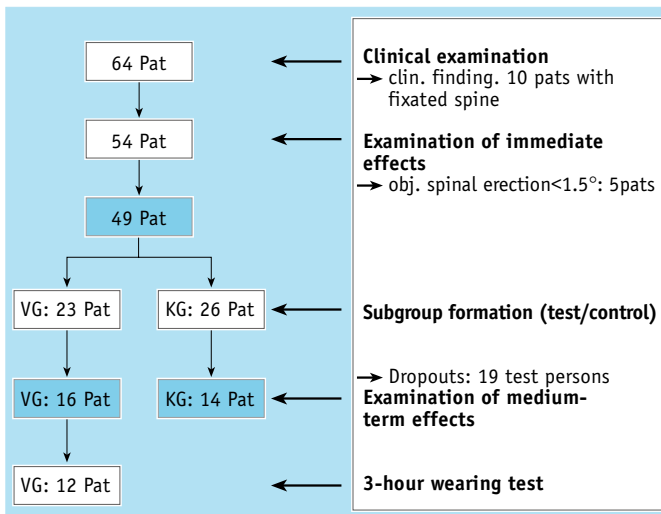 64 Pat
Clinical examination
→ clin. finding. 10 pats with
fixated spine
54 Pat
Examination of immediate
effects
→ obj. spinal erection<1.5°: 5pats
49 Pat
VG: 23 Pat
KG: 26 Pat
Subgroup formation (test/control)
→ Dropouts: 19 test persons
VG: 16 Pat
KG: 14 Pat
Examination of medium-
term effects
VG: 12 Pat
3-hour wearing test